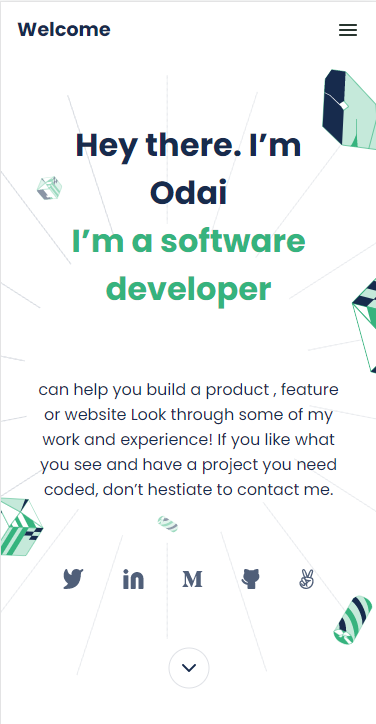 Welcome
Hey there. I’m
Odai
I’m a software
developer
can help you build a product , feature
or website Look through some of my
work and experience! If you like what
you see and have a project you need
coded, don’t hestiate to contact me.